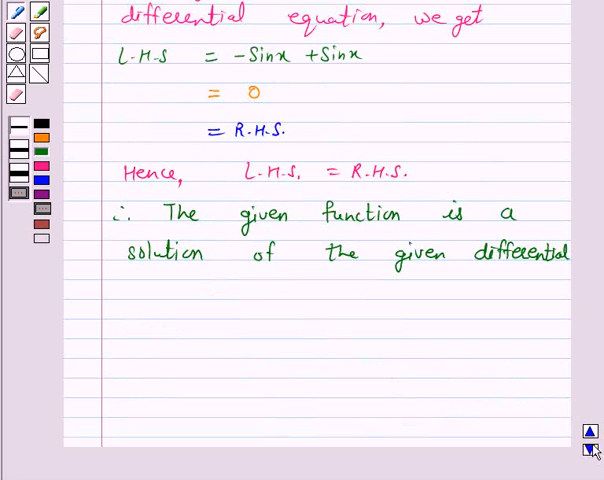 differential equation, we get
L.H.S = -Sinx +Sinx
= 0
= R.H.S.
Hence, L.H.S. = R.H.S.
∴ The given function is a
solution of the given differential